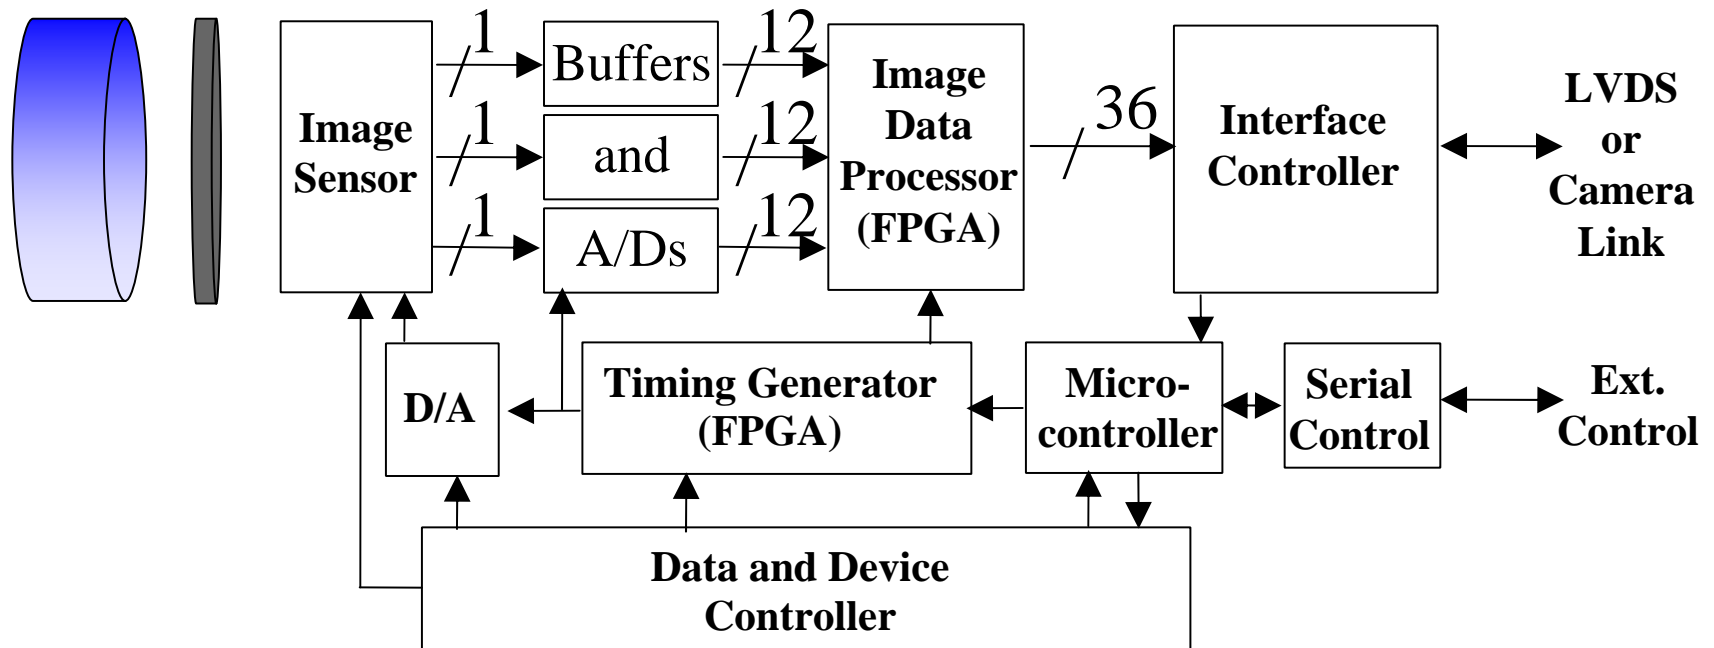 Image
Sensor
1
1
1
Buffers
and
A/Ds
12
12
12
Image
Data
Processor
(FPGA)
36
Interface
Controller
LVDS
or
Camera
Link
D/A
Timing Generator
(FPGA)
Micro-
controller
Serial
Control
Ext.
Control
Data and Device
Controller